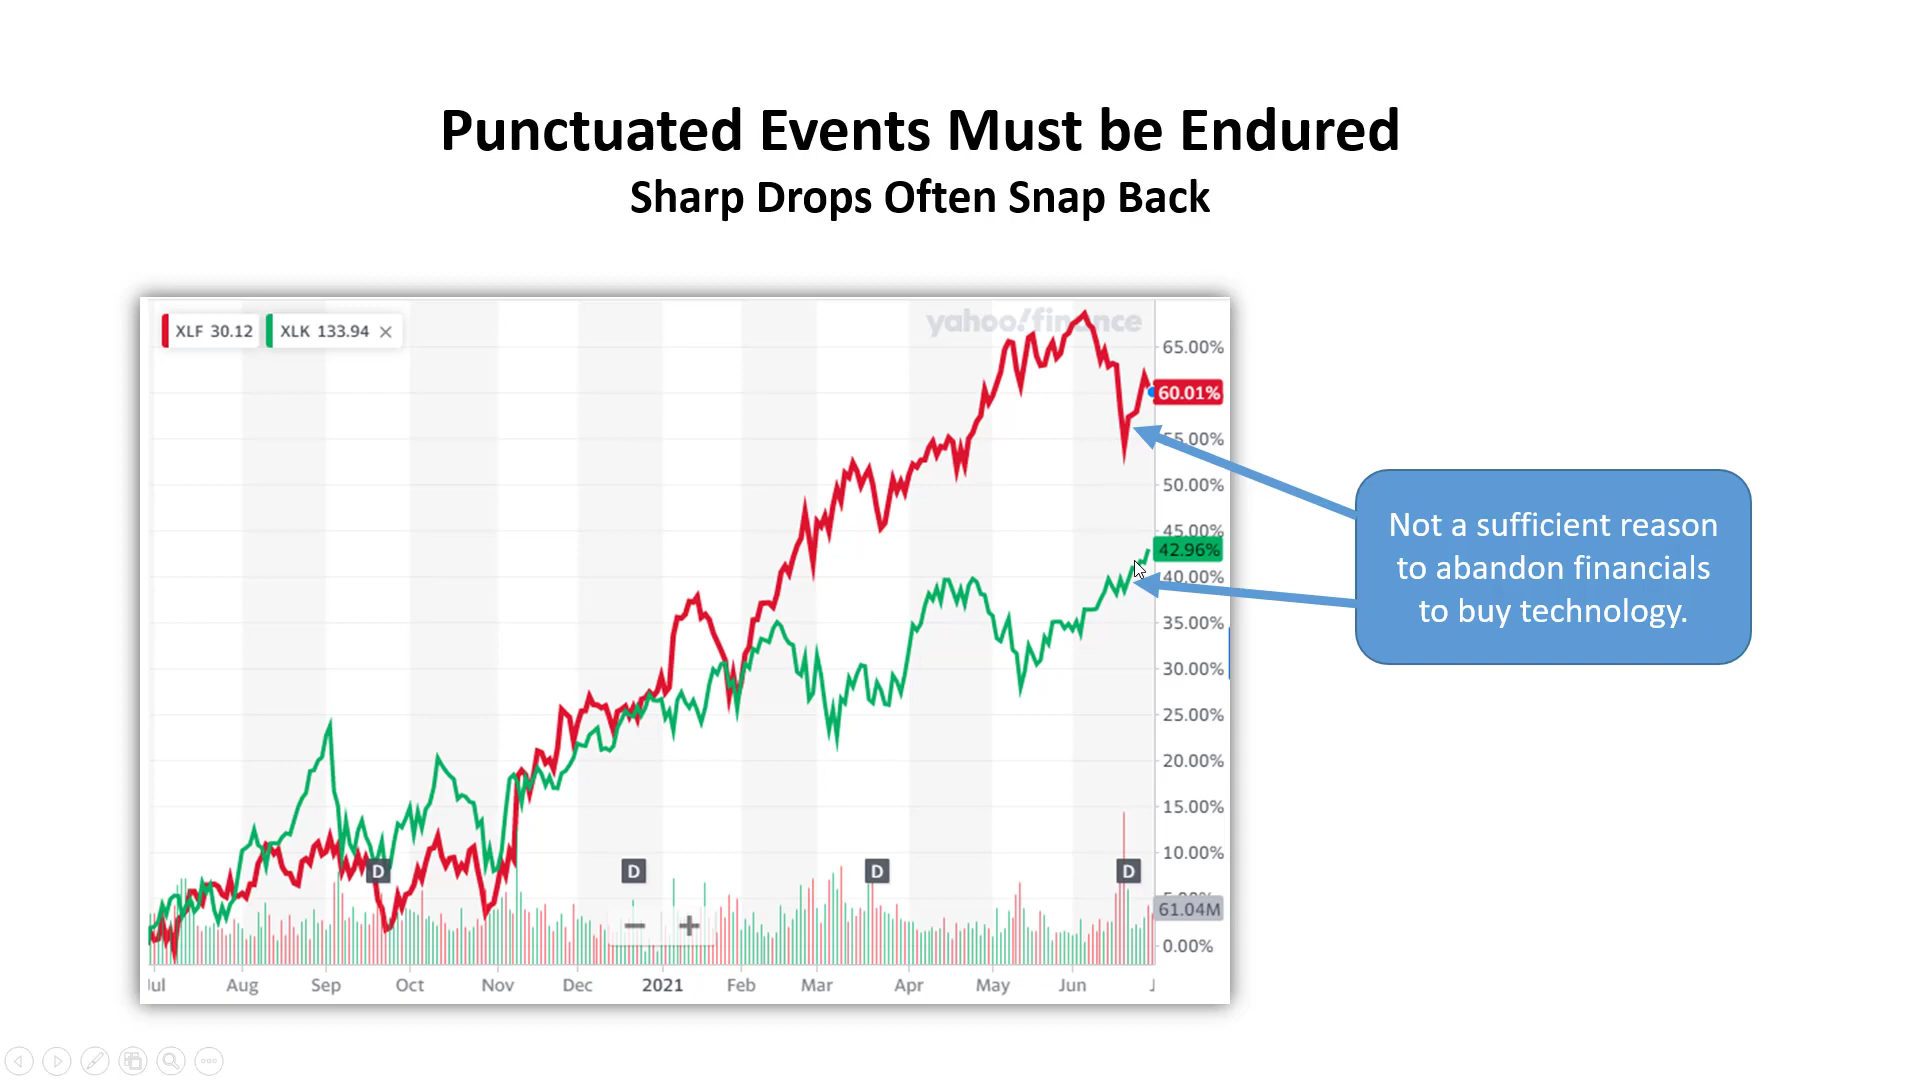 Punctuated Events Must be Endured
Sharp Drops Often Snap Back
XLF 30.12
XLK 133.94
yahoo!finance
65.00%
60.01%
55.00%
50.00%
45.00%
42.96%
40.00%
35.00%
30.00%
25.00%
20.00%
15.00%
10.00%
5.00%
61.04M
0.00%
D
D
D
D
Jul
Aug
Sep
Oct
Nov
Dec
2021
Feb
Mar
Apr
May
Jun
J
Not a sufficient reason
to abandon financials
to buy technology.